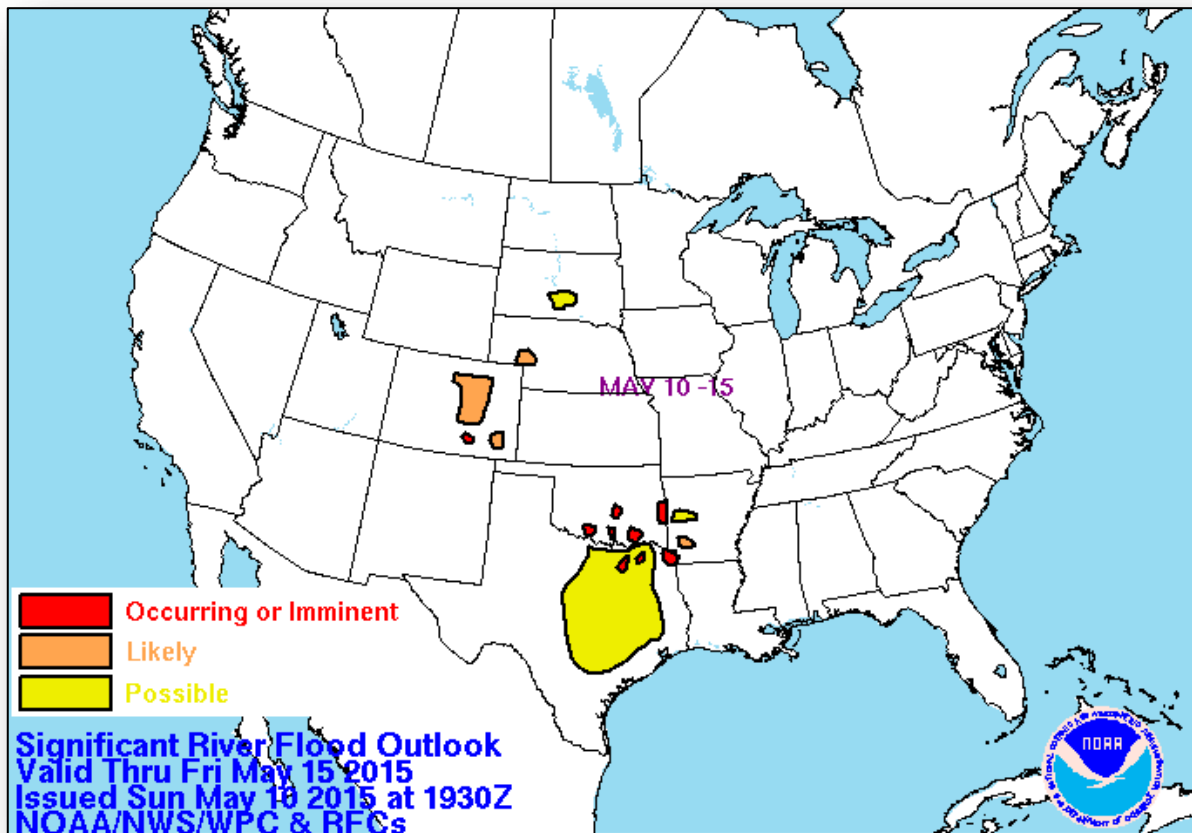 MAY 10 -15
Occurring or Imminent
Likely
Possible
Significant River Flood Outlook
Valid Thru Fri May 15 2015
Issued Sun May 10 2015 at 1930Z
NOAA/NWS/WPC & RFCs
NOAA